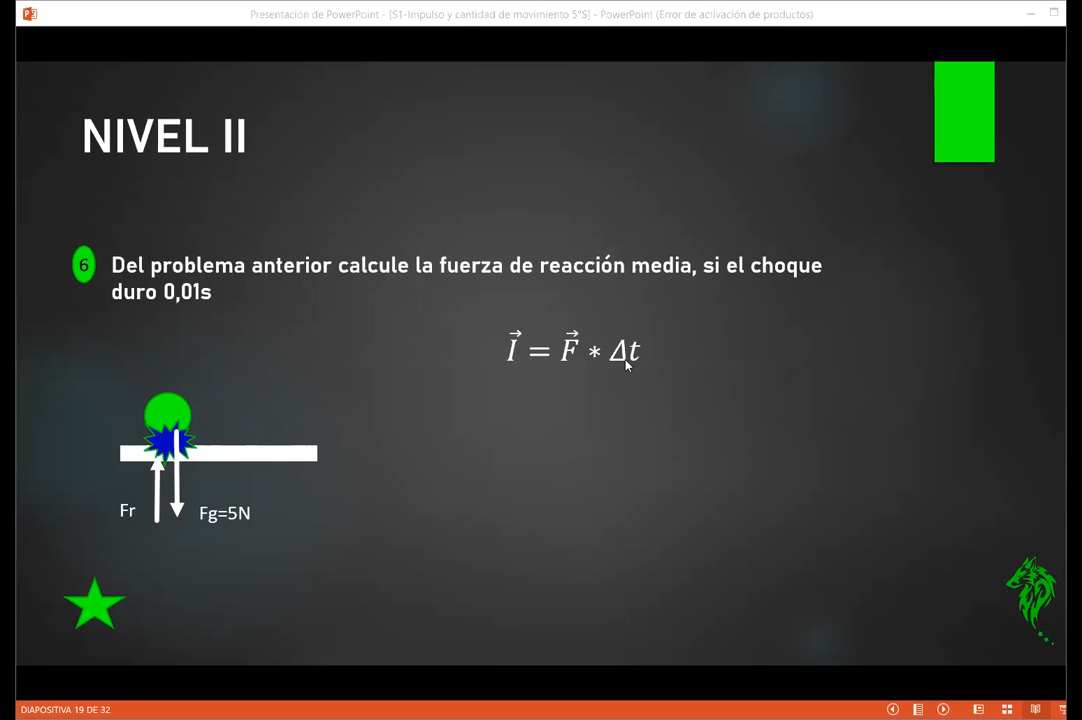 Presentación de PowerPoint - [S1-Impulso y cantidad de movimiento 5°S] - PowerPoint (Error de activación de productos)
NIVEL II
6 Del problema anterior calcule la fuerza de reacción media, si el choque
duro 0,01s
I⃗ = F⃗ * Δt
Fr
Fg=5N
DIAPOSITIVA 19 DE 32